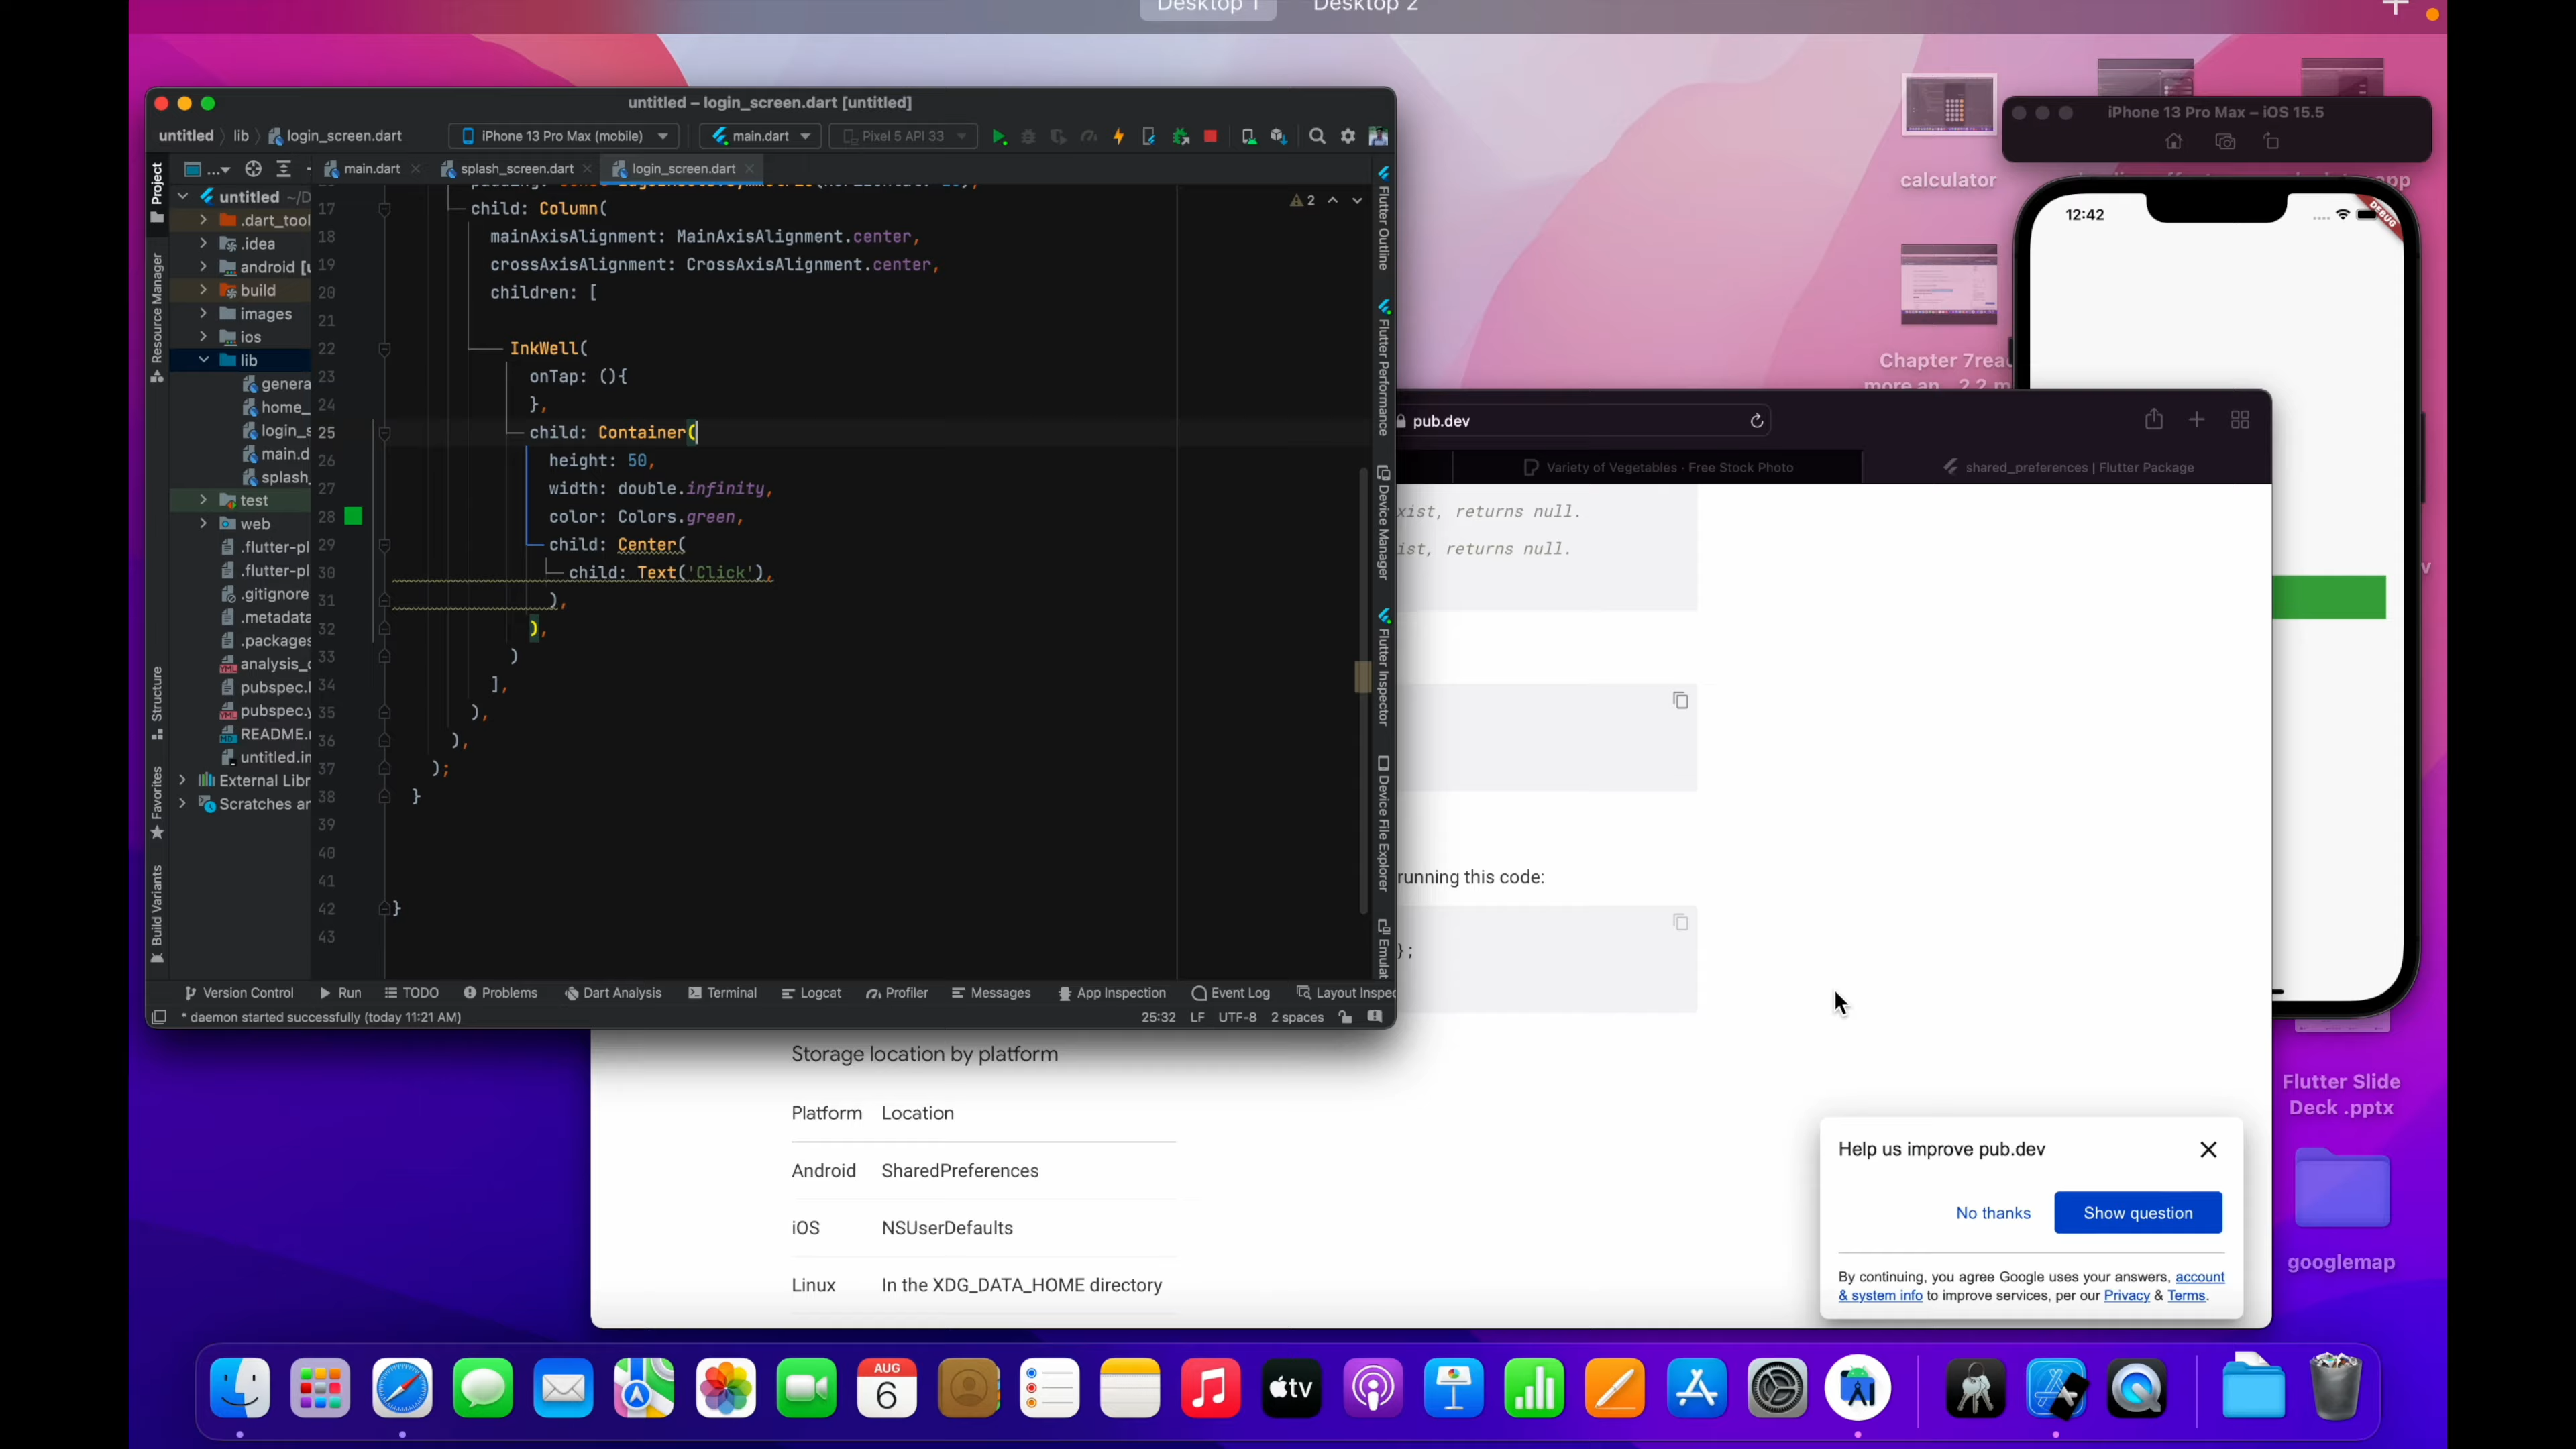 Desktop 1
Desktop 2
untitled – login_screen.dart [untitled]
untitled
lib
login_screen.dart
iPhone 13 Pro Max (mobile)
main.dart
Pixel 5 API 33
main.dart
splash_screen.dart
login_screen.dart
Project
Resource Manager
Structure
Favorites
Build Variants
untitled ~/D
.dart_tool
.idea
android [u
build
images
ios
lib
genera
home_
login_s
main.d
splash_
test
web
.flutter-pl
.flutter-pl
.gitignore
.metadata
.packages
analysis_o
pubspec.l
pubspec.y
README.m
untitled.im
External Libr
Scratches an
17 child: Column(
18 mainAxisAlignment: MainAxisAlignment.center,
19 crossAxisAlignment: CrossAxisAlignment.center,
20 children: [
21
22 InkWell(
23 onTap: (){
24 },
25 child: Container(
26 height: 50,
27 width: double.infinity,
28 color: Colors.green,
29 child: Center(
30 child: Text('Click'),
31 ),
32 ),
33 )
34 ],
35 ),
36 ),
37 );
38 }
39
40
41
42 }
43
2
Flutter Outline
Flutter Performance
Device Manager
Flutter Inspector
Device File Explorer
Emulat
Version Control
Run
TODO
Problems
Dart Analysis
Terminal
Logcat
Profiler
Messages
App Inspection
Event Log
Layout Inspec
* daemon started successfully (today 11:21 AM)
25:32
LF
UTF-8
2 spaces
calculator
Chapter 7read
iPhone 13 Pro Max – iOS 15.5
app
12:42
DEBUG
pub.dev
Variety of Vegetables · Free Stock Photo
shared_preferences | Flutter Package
xist, returns null.
ist, returns null.
running this code:
};
Storage location by platform
Platform Location
Android SharedPreferences
iOS NSUserDefaults
Linux In the XDG_DATA_HOME directory
Help us improve pub.dev
No thanks
Show question
By continuing, you agree Google uses your answers, account
& system info to improve services, per our Privacy & Terms.
Flutter Slide
Deck .pptx
googlemap
AUG
6
tv